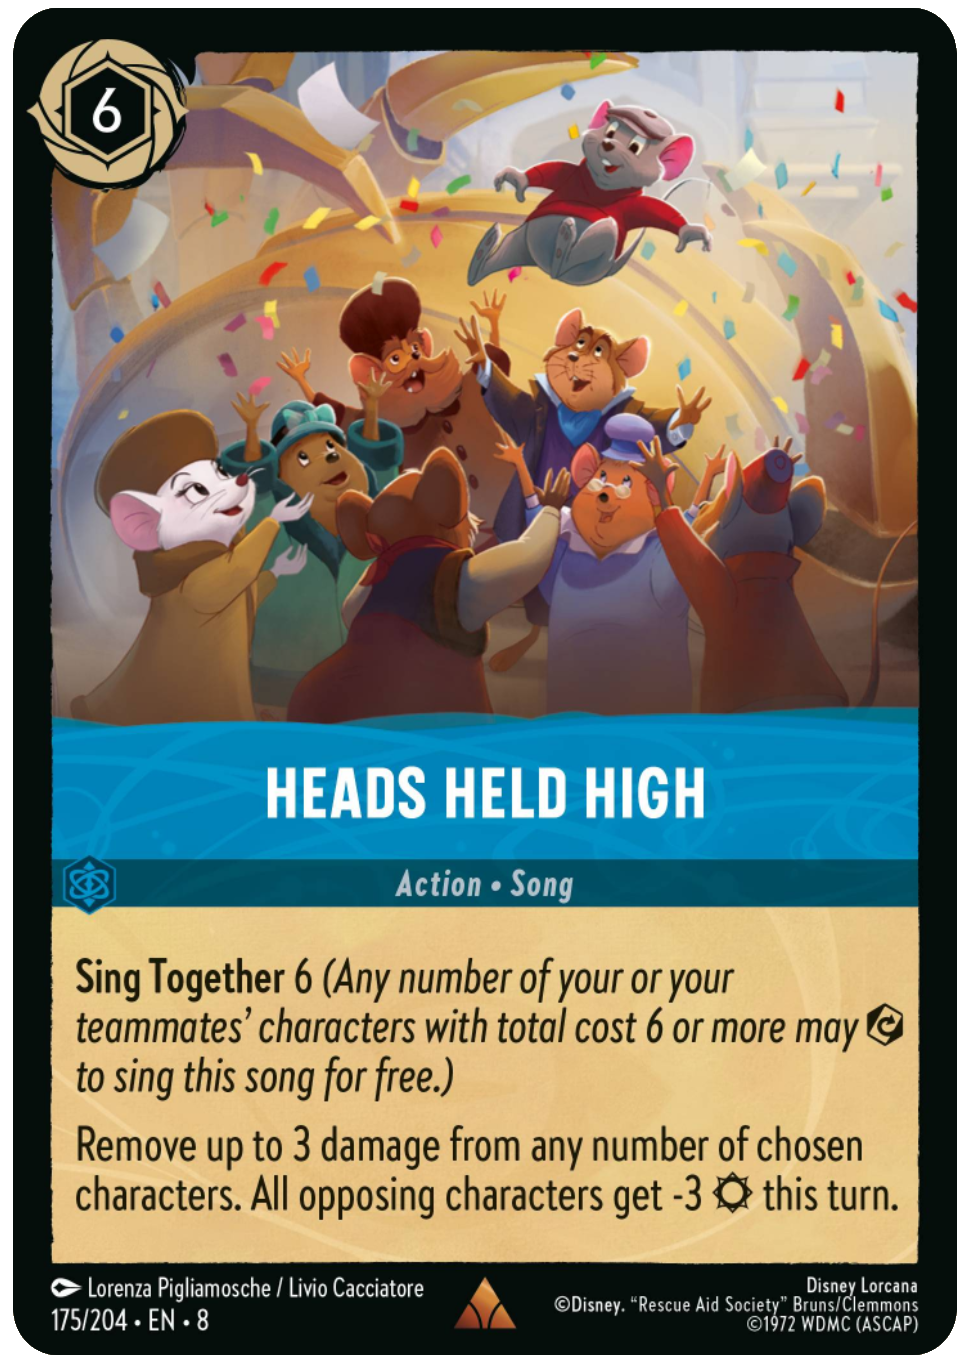 6
HEADS HELD HIGH
Action • Song
Sing Together 6 (Any number of your or your
teammates’ characters with total cost 6 or more may
to sing this song for free.)
Remove up to 3 damage from any number of chosen
characters. All opposing characters get -3 this turn.
Lorenza Pigliamosche / Livio Cacciatore
175/204 • EN • 8
Disney Lorcana
©Disney. “Rescue Aid Society” Bruns/Clemmons
©1972 WDMC (ASCAP)